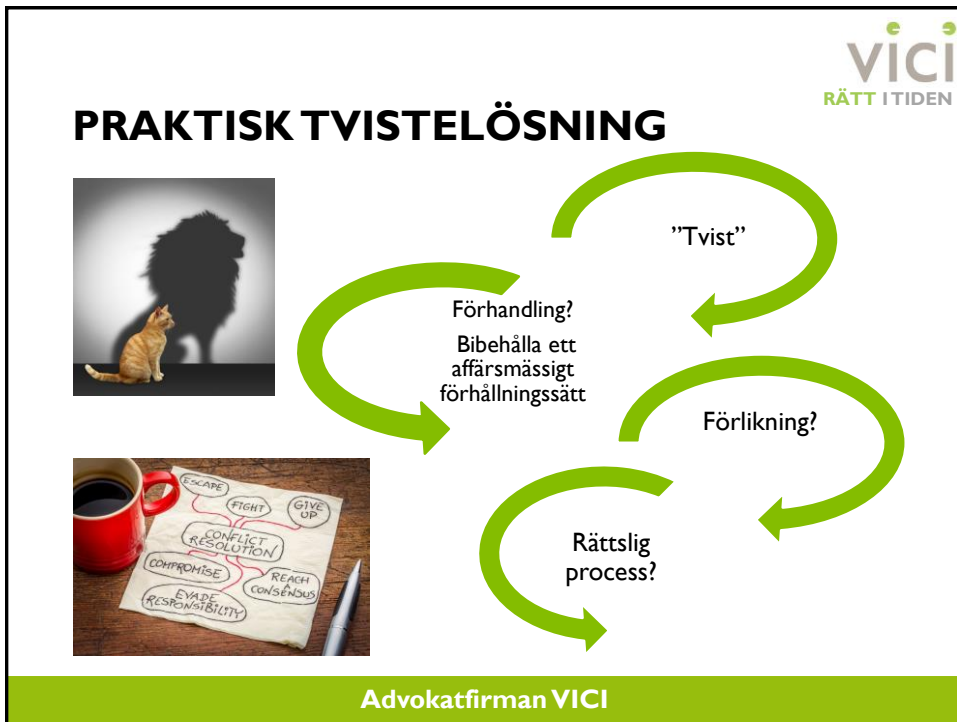 VICI
RÄTT I TIDEN
PRAKTISK TVISTELÖSNING
”Tvist”
Förhandling?
Bibehålla ett
affärsmässigt
förhållningssätt
Förlikning?
Rättslig
process?
ESCAPE
FIGHT
GIVE
UP
CONFLICT
RESOLUTION
COMPROMISE
REACH
A
CONSENSUS
EVADE
RESPONSIBILITY
Advokatfirman VICI